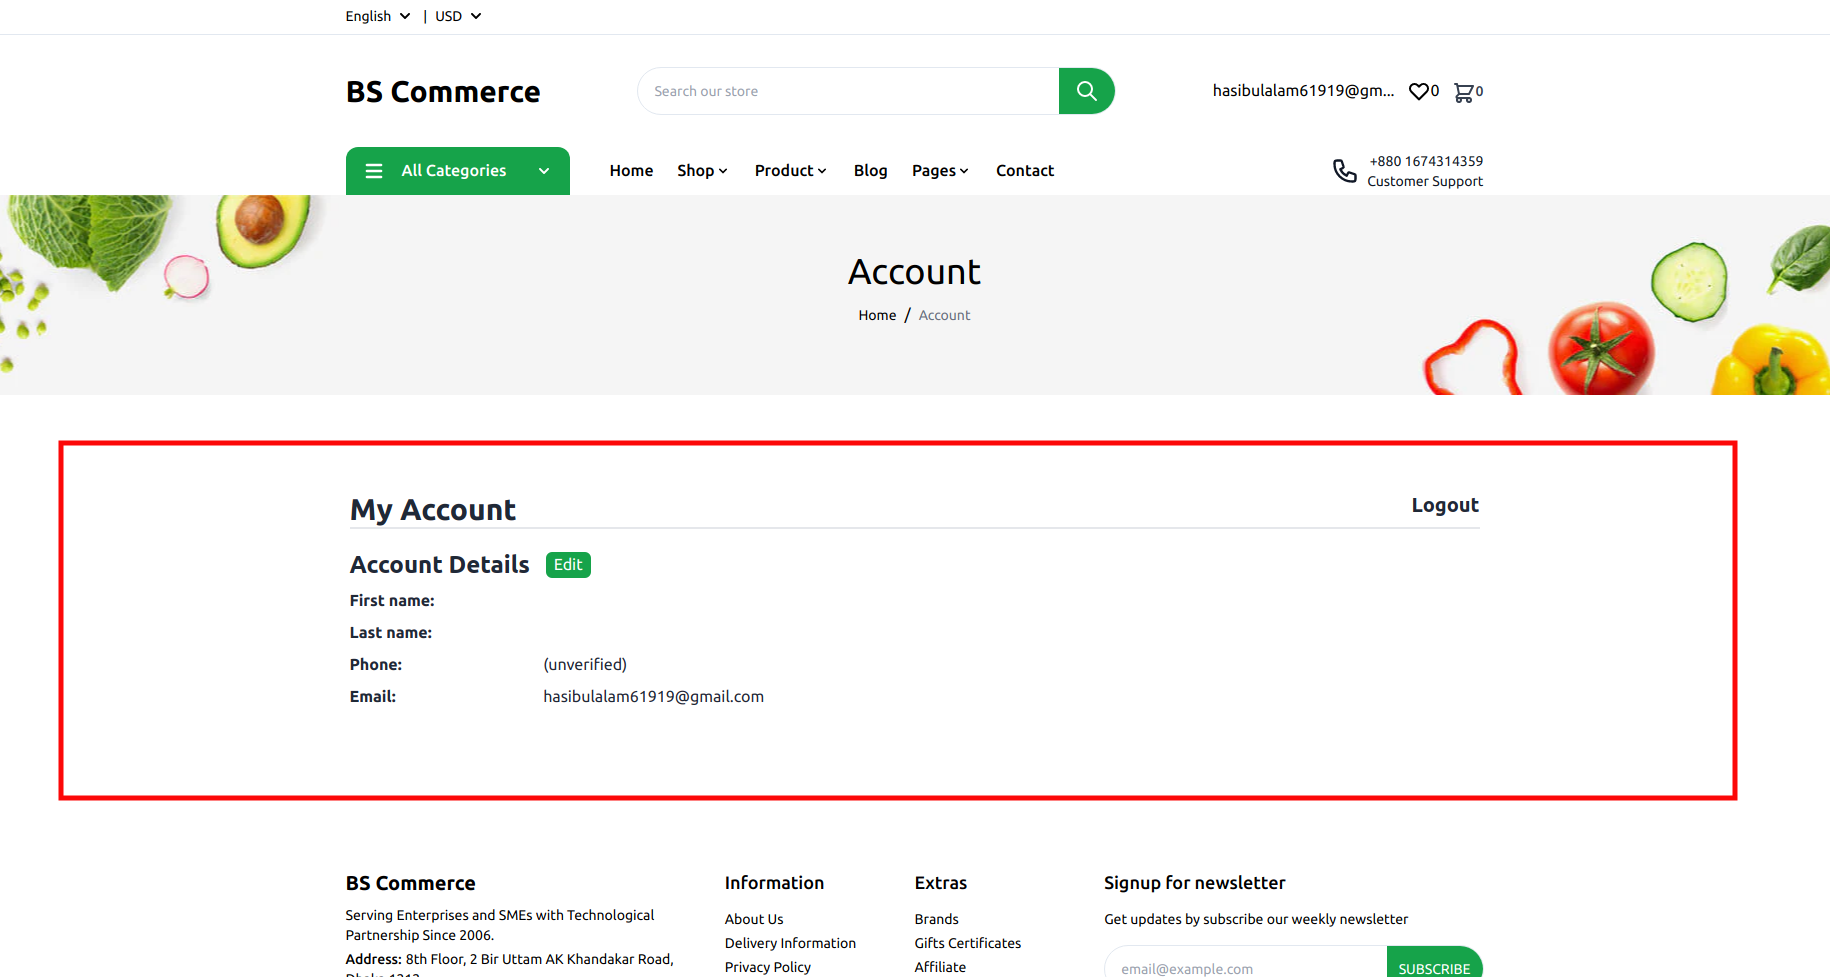 English | USD
BS Commerce
Search our store
hasibulalam61919@gm... 0 0
All Categories
Home Shop Product Blog Pages Contact
+880 1674314359
Customer Support
Account
Home / Account
My Account
Logout
Account Details Edit
First name:
Last name:
Phone: (unverified)
Email: hasibulalam61919@gmail.com
BS Commerce
Serving Enterprises and SMEs with Technological
Partnership Since 2006.
Address: 8th Floor, 2 Bir Uttam AK Khandakar Road,
Information
About Us
Delivery Information
Privacy Policy
Extras
Brands
Gifts Certificates
Affiliate
Signup for newsletter
Get updates by subscribe our weekly newsletter
email@example.com
SUBSCRIBE